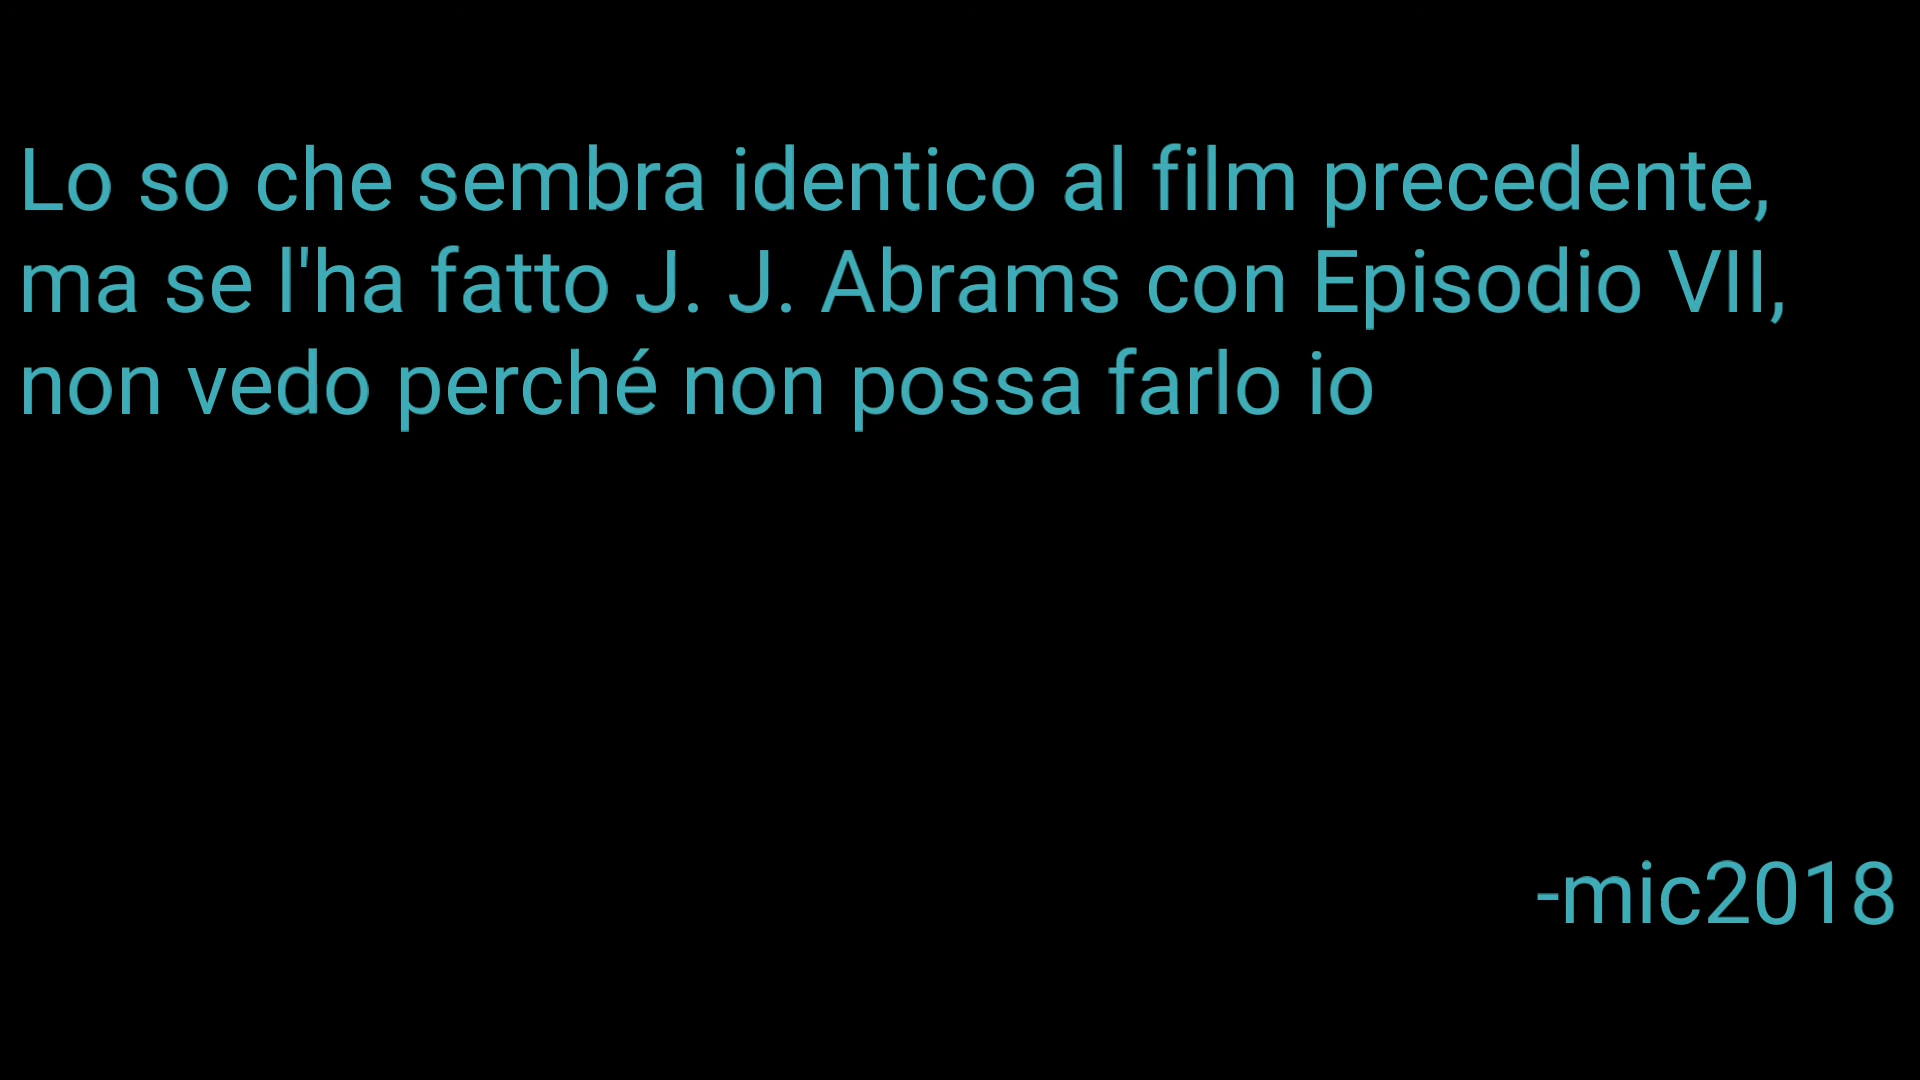 Lo so che sembra identico al film precedente,
ma se l'ha fatto J. J. Abrams con Episodio VII,
non vedo perché non possa farlo io
-mic2018